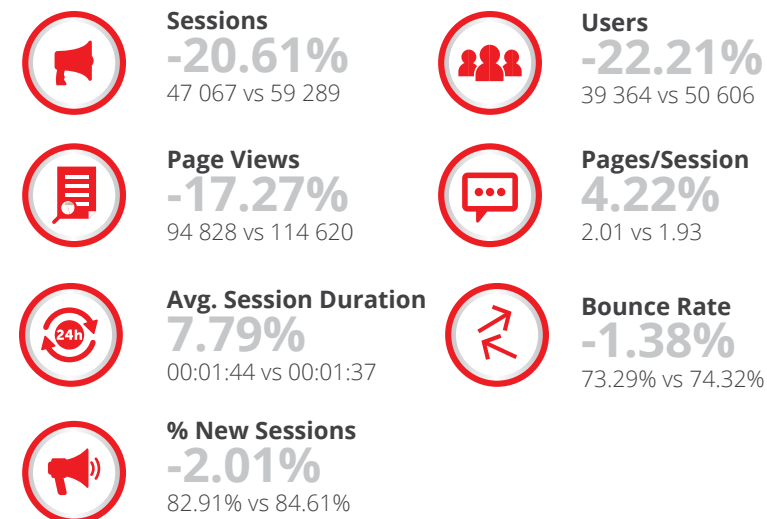 Sessions
-20.61%
47 067 vs 59 289
Users
-22.21%
39 364 vs 50 606
Page Views
-17.27%
94 828 vs 114 620
Pages/Session
4.22%
2.01 vs 1.93
24h
Avg. Session Duration
7.79%
00:01:44 vs 00:01:37
Bounce Rate
-1.38%
73.29% vs 74.32%
% New Sessions
-2.01%
82.91% vs 84.61%